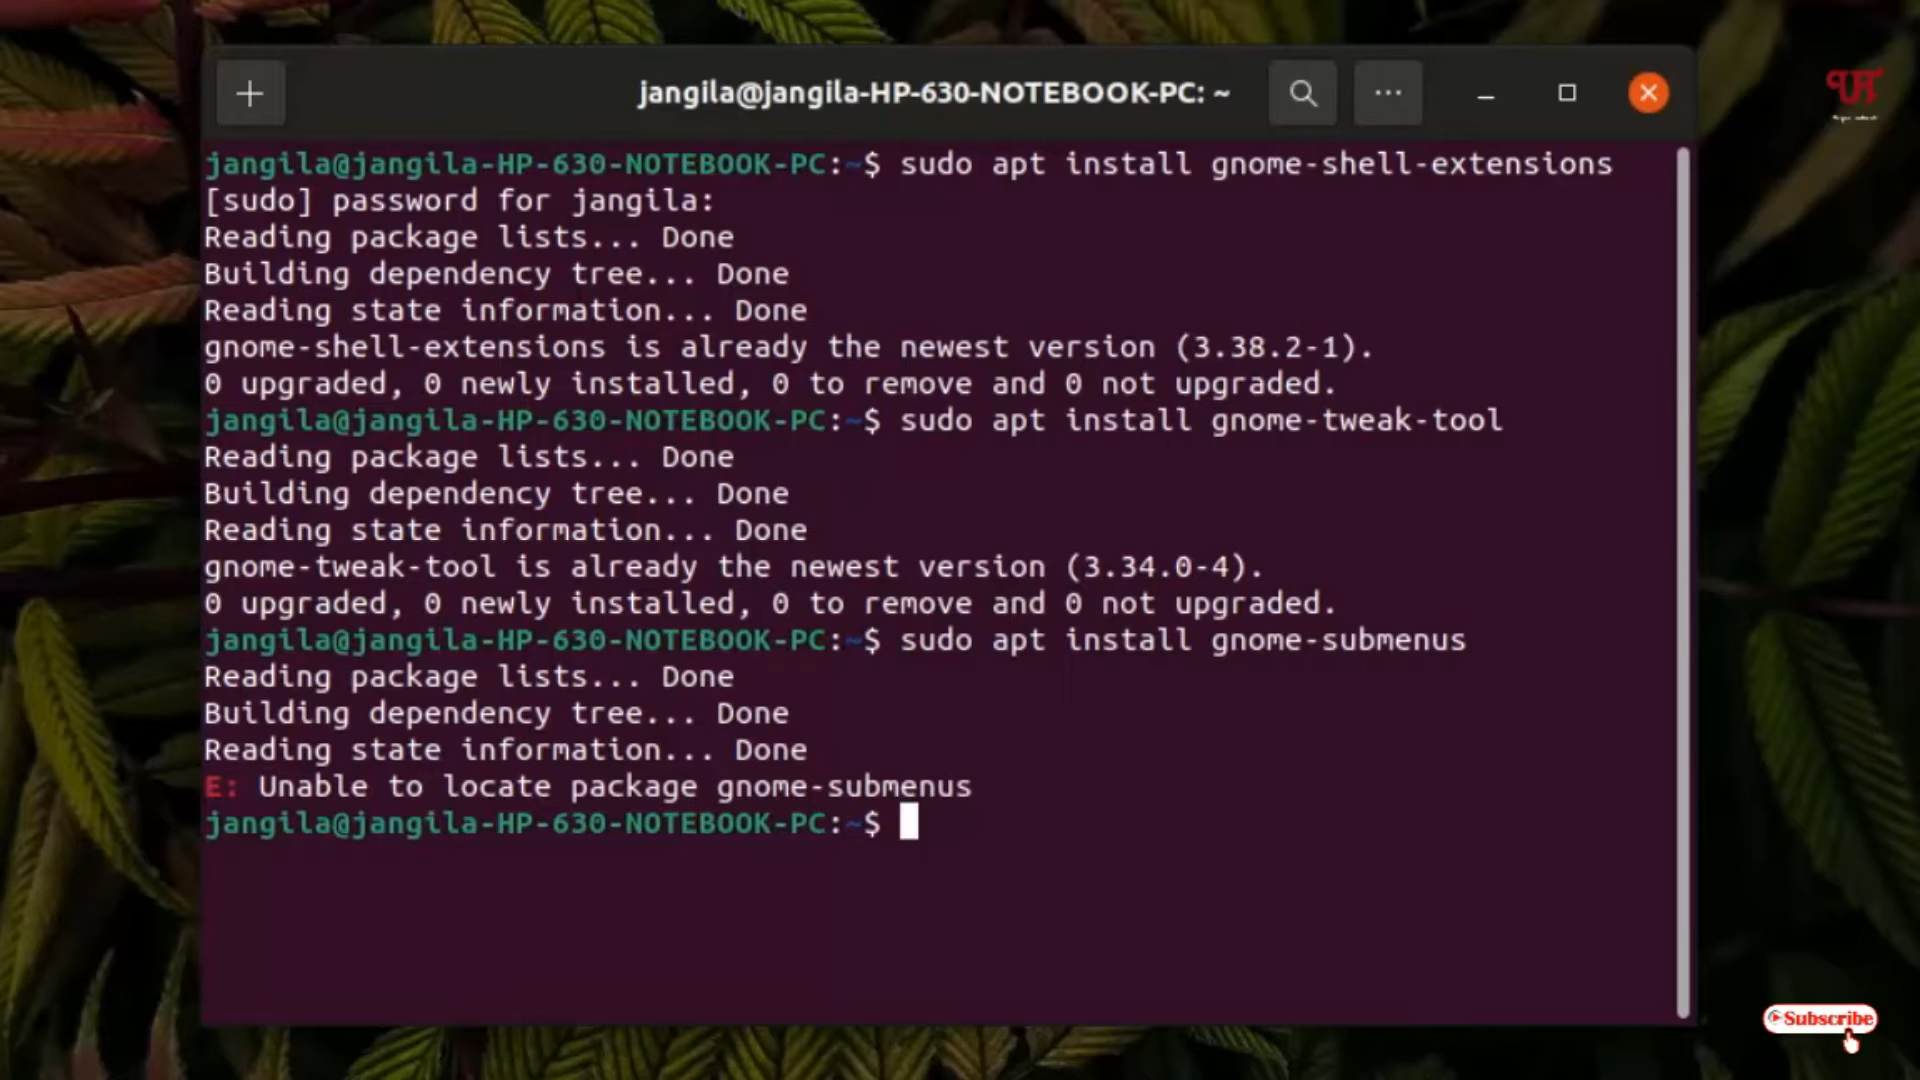 jangila@jangila-HP-630-NOTEBOOK-PC: ~
jangila@jangila-HP-630-NOTEBOOK-PC:~$ sudo apt install gnome-shell-extensions
[sudo] password for jangila:
Reading package lists... Done
Building dependency tree... Done
Reading state information... Done
gnome-shell-extensions is already the newest version (3.38.2-1).
0 upgraded, 0 newly installed, 0 to remove and 0 not upgraded.
jangila@jangila-HP-630-NOTEBOOK-PC:~$ sudo apt install gnome-tweak-tool
Reading package lists... Done
Building dependency tree... Done
Reading state information... Done
gnome-tweak-tool is already the newest version (3.34.0-4).
0 upgraded, 0 newly installed, 0 to remove and 0 not upgraded.
jangila@jangila-HP-630-NOTEBOOK-PC:~$ sudo apt install gnome-submenus
Reading package lists... Done
Building dependency tree... Done
Reading state information... Done
E: Unable to locate package gnome-submenus
jangila@jangila-HP-630-NOTEBOOK-PC:~$
Subscribe